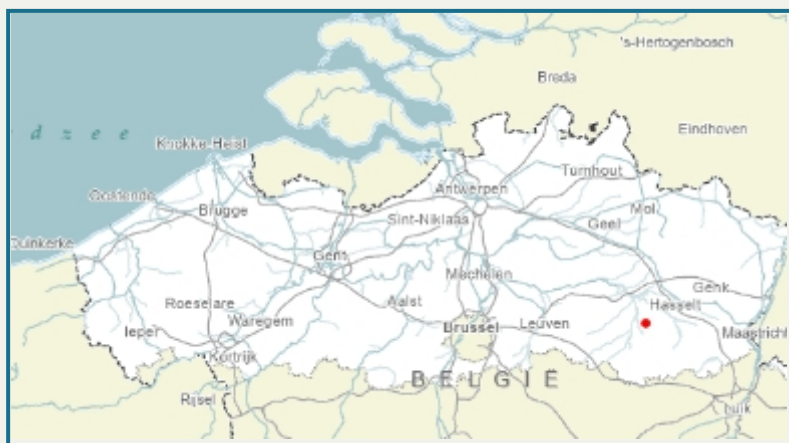 's-Hertogenbosch
Breda
d z e e
Eindhoven
Knokke-Heist
Turnhout
Antwerpen
Oostende
Mol
Brugge
Sint-Niklaas
Geel
Duinkerke
Gent
Mechelen
Genk
Roeselare
Aalst
Hasselt
Waregem
Brussel
Leuven
Ieper
Maastricht
Kortrijk
BELGIË
Rijsel
Luik